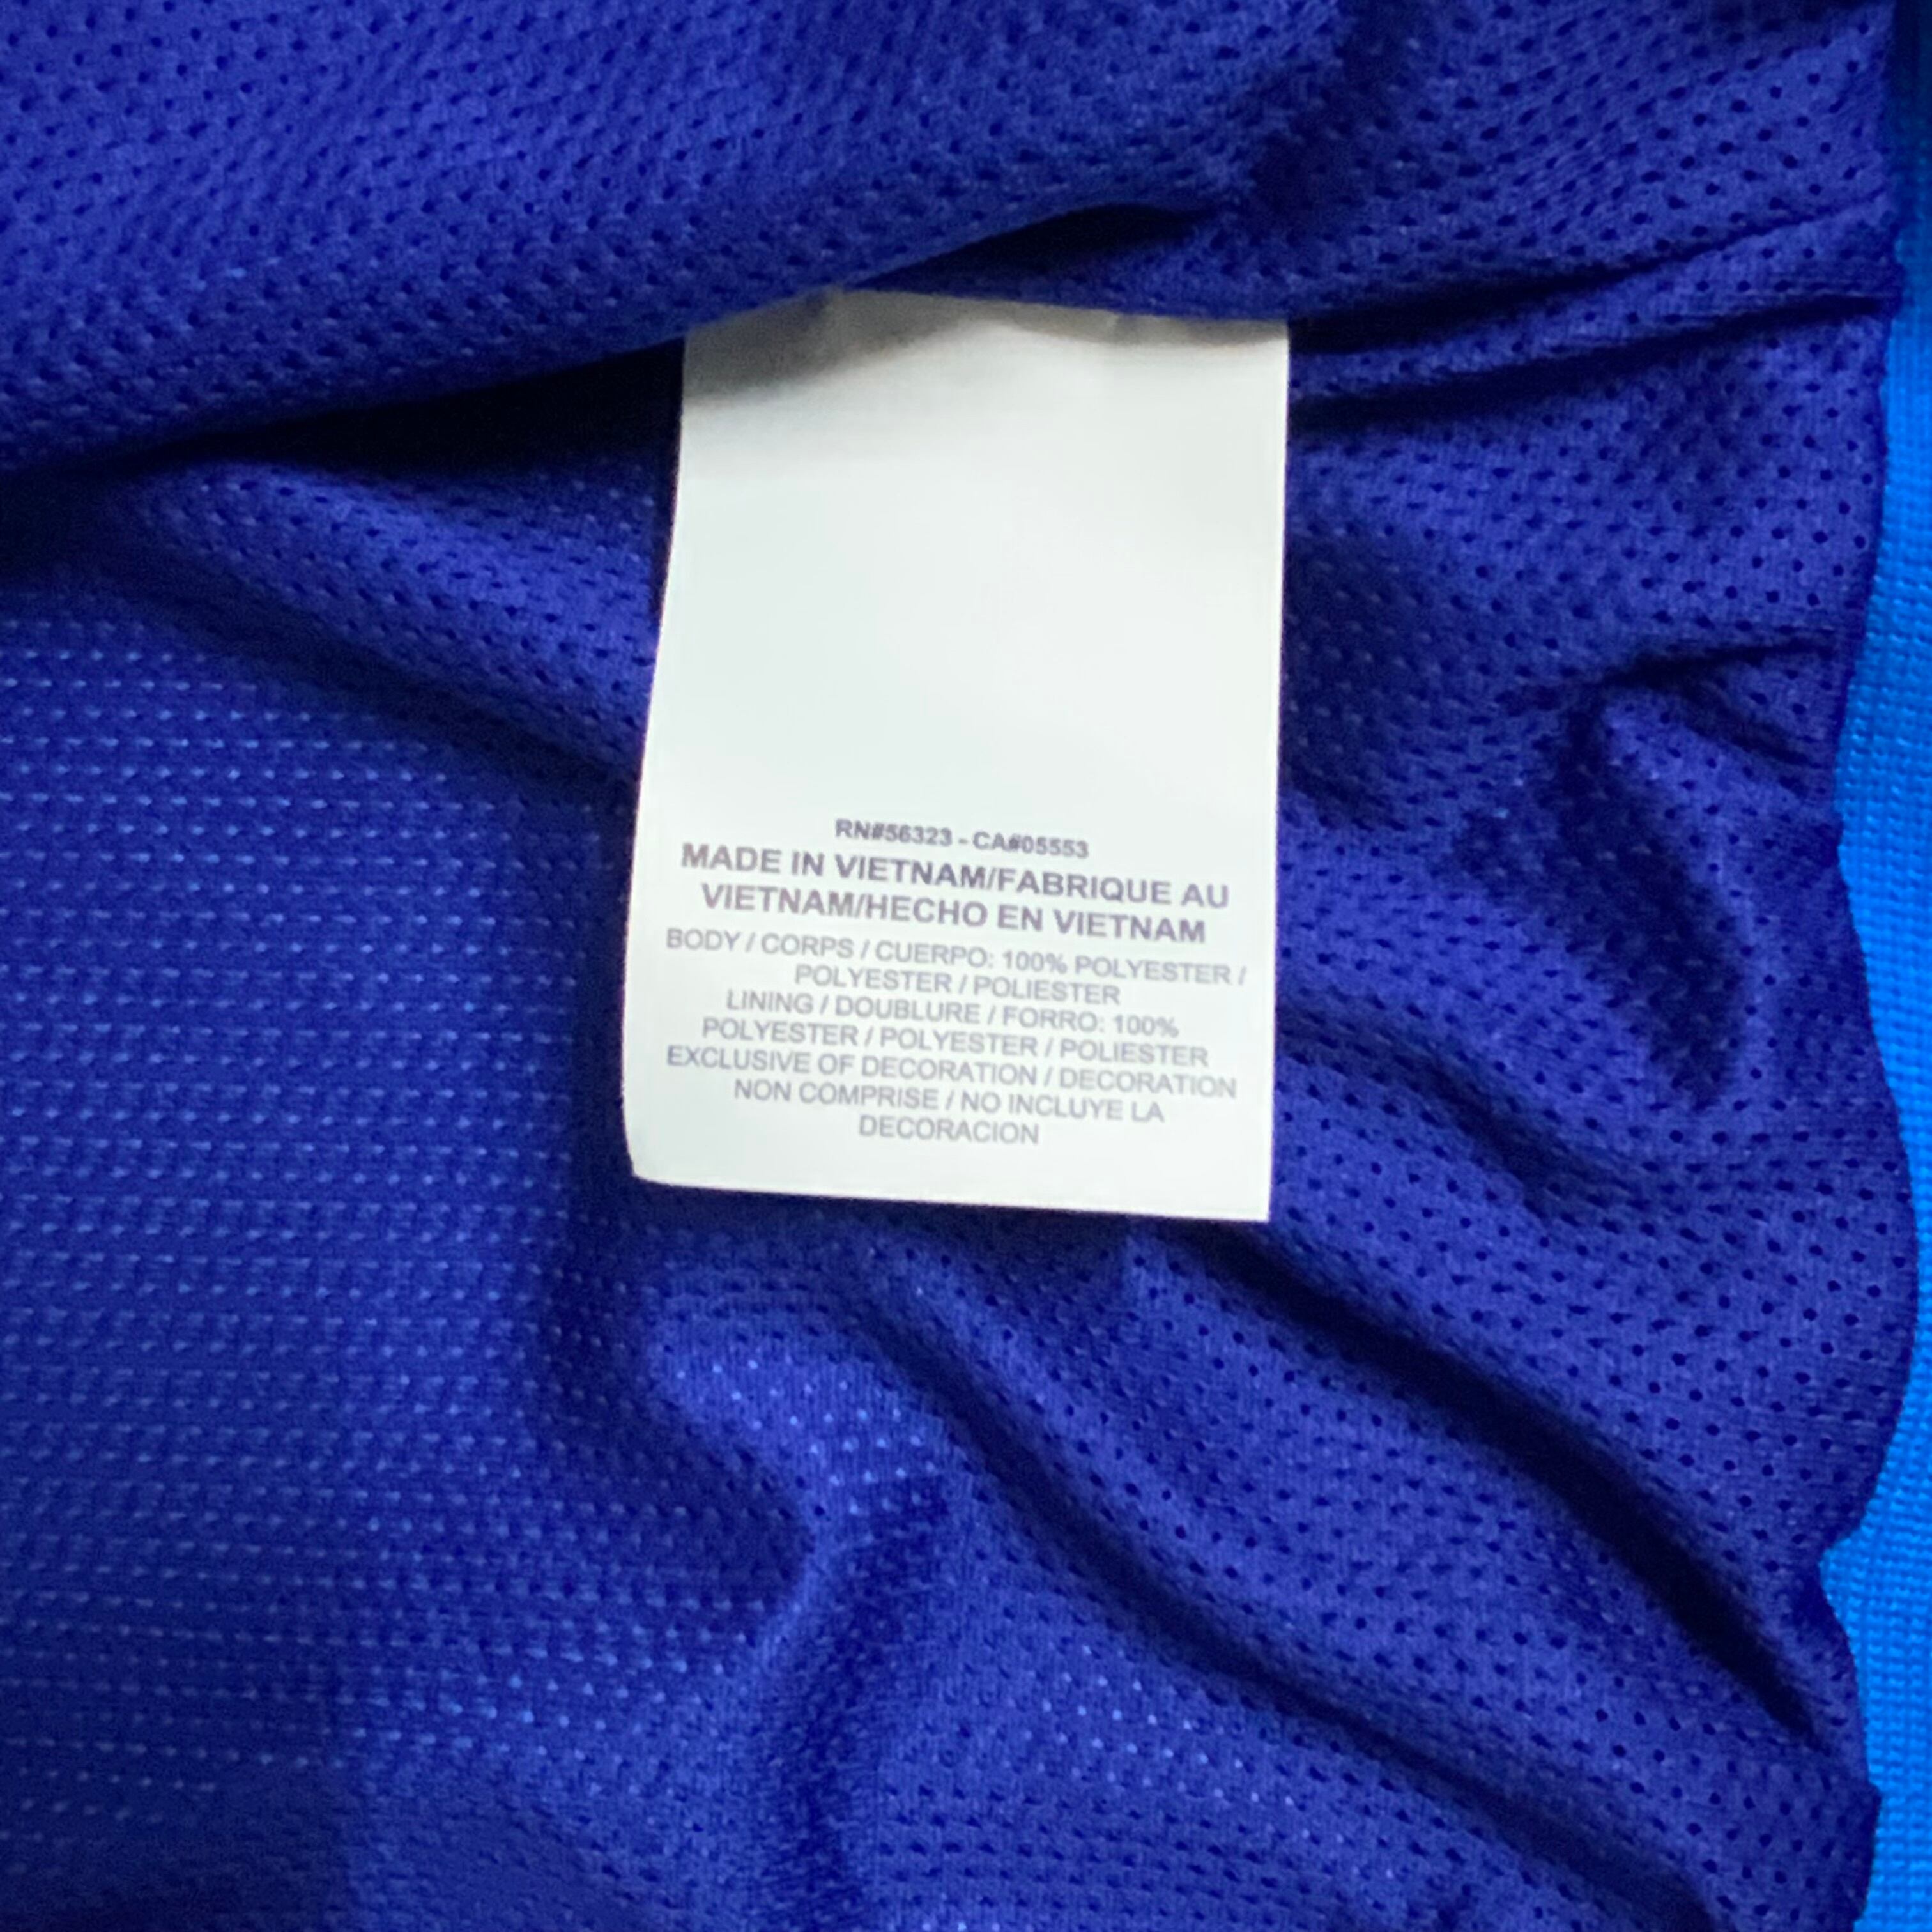 RN#56323 - CA#05553
MADE IN VIETNAM/FABRIQUE AU
VIETNAM/HECHO EN VIETNAM
BODY / CORPS / CUERPO: 100% POLYESTER /
POLYESTER / POLIESTER
LINING / DOUBLURE / FORRO: 100%
POLYESTER / POLYESTER / POLIESTER
EXCLUSIVE OF DECORATION / DECORATION
NON COMPRISE / NO INCLUYE LA
DECORACION